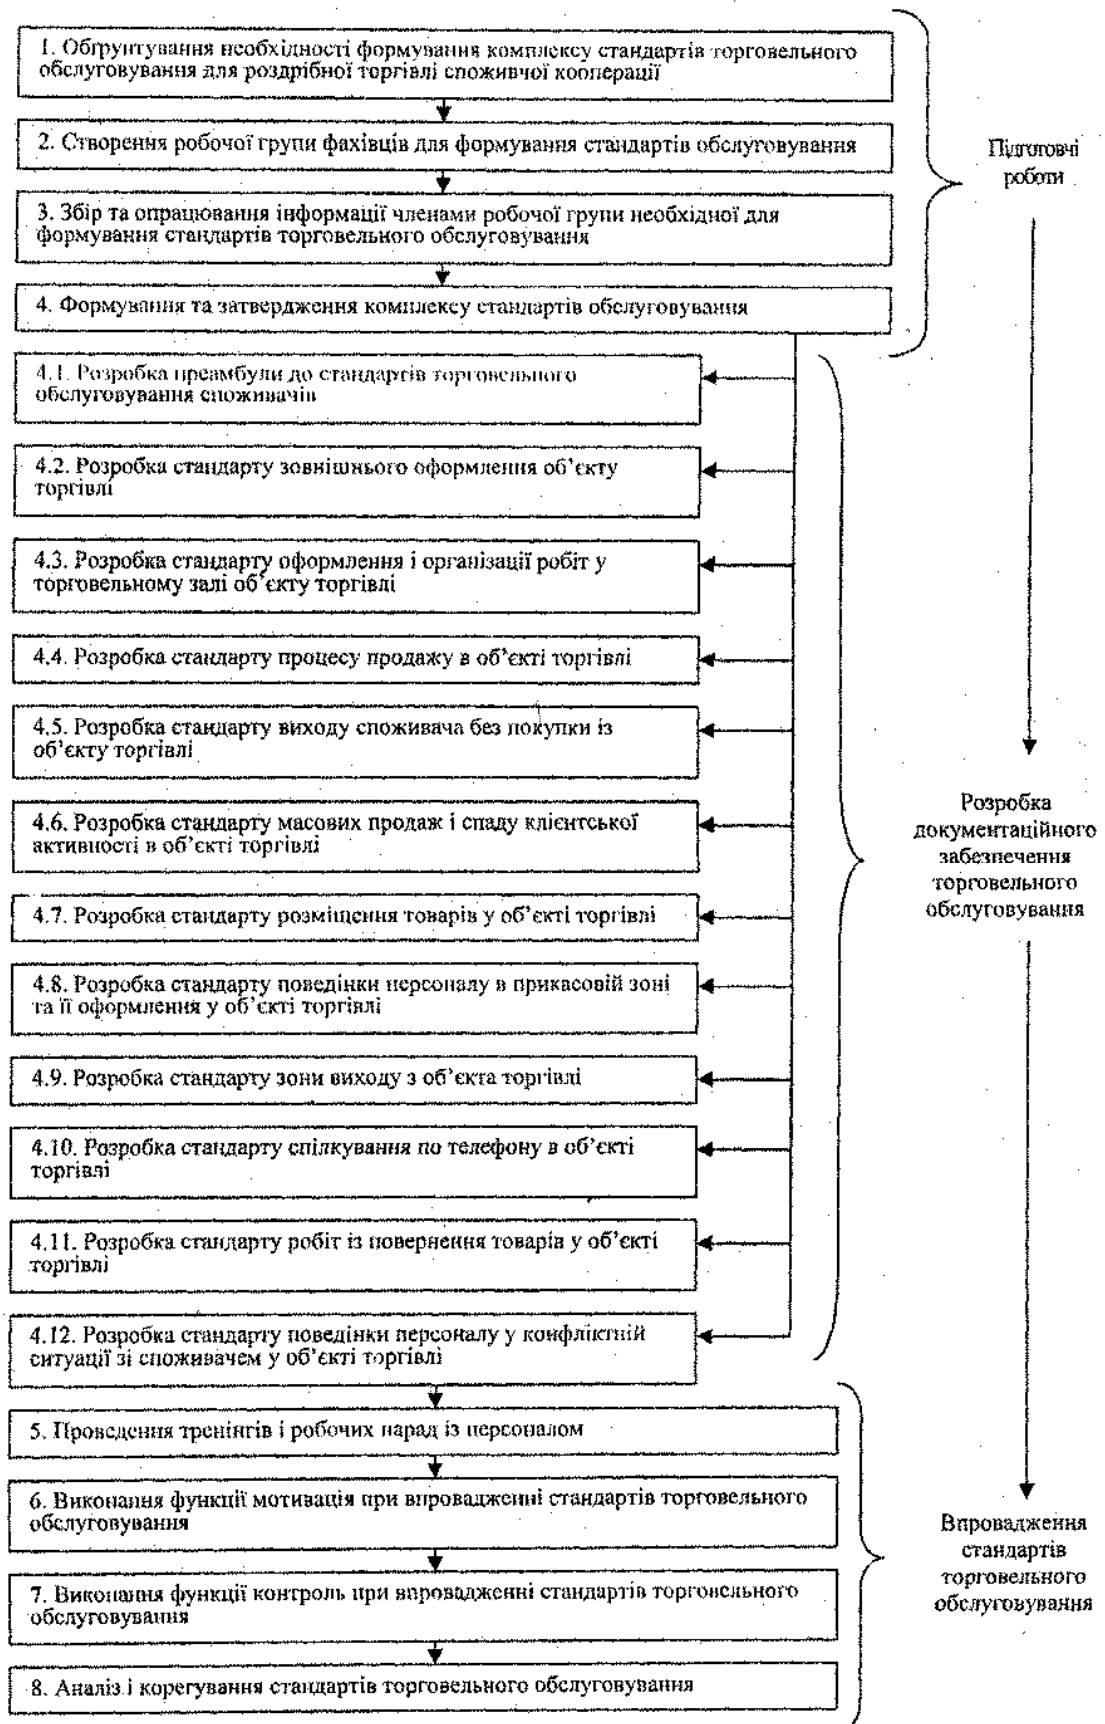 1. Обґрунтування необхідності формування комплексу стандартів торговельного
обслуговування для роздрібної торгівлі споживчої кооперації
2. Створення робочої групи фахівців для формування стандартів обслуговування
3. Збір та опрацювання інформації членами робочої групи необхідної для
формування стандартів торговельного обслуговування
4. Формування та затвердження комплексу стандартів обслуговування
Підготовчі
роботи
4.1. Розробка преамбули до стандартів торговельного
обслуговування споживачів
4.2. Розробка стандарту зовнішнього оформлення об’єкту
торгівлі
4.3. Розробка стандарту оформлення і організації робіт у
торговельному залі об’єкту торгівлі
4.4. Розробка стандарту процесу продажу в об’єкті торгівлі
4.5. Розробка стандарту виходу споживача без покупки із
об’єкту торгівлі
4.6. Розробка стандарту масових продаж і спаду клієнтської
активності в об’єкті торгівлі
4.7. Розробка стандарту розміщення товарів у об’єкті торгівлі
4.8. Розробка стандарту поведінки персоналу в прикасовій зоні
та її оформлення у об’єкті торгівлі
4.9. Розробка стандарту зони виходу з об’єкта торгівлі
4.10. Розробка стандарту спілкування по телефону в об’єкті
торгівлі
4.11. Розробка стандарту робіт із повернення товарів у об’єкті
торгівлі
4.12. Розробка стандарту поведінки персоналу у конфліктній
ситуації зі споживачем у об’єкті торгівлі
Розробка
документаційного
забезпечення
торговельного
обслуговування
5. Проведення тренінгів і робочих нарад із персоналом
6. Виконання функції мотивація при впровадженні стандартів торговельного
обслуговування
7. Виконання функції контроль при впровадженні стандартів торговельного
обслуговування
8. Аналіз і корегування стандартів торговельного обслуговування
Впровадження
стандартів
торговельного
обслуговування